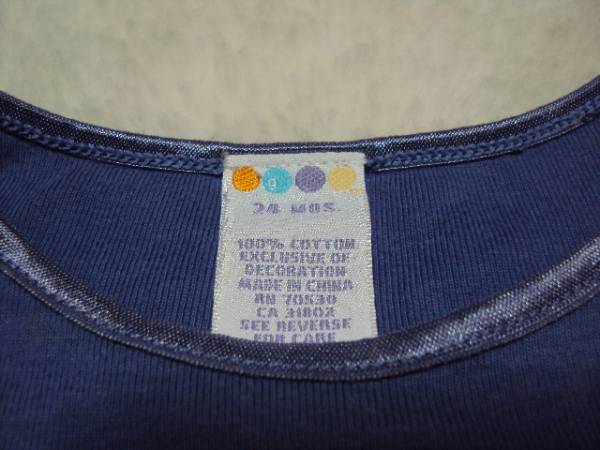 24 MOS.
100% COTTON
EXCLUSIVE OF
DECORATION
MADE IN CHINA
RN 70530
CA 31802
SEE REVERSE
FOR CARE